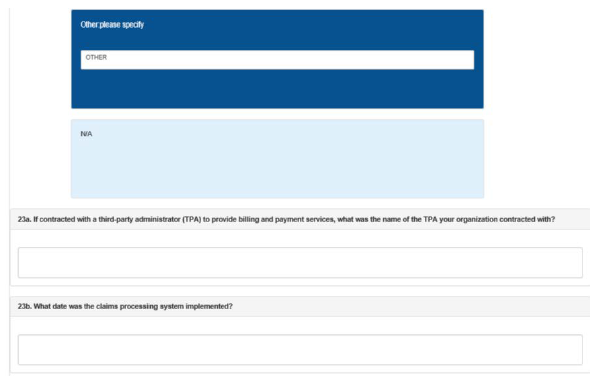 Other please specify
OTHER
N/A
23a. If contracted with a third-party administrator (TPA) to provide billing and payment services, what was the name of the TPA your organization contracted with?
23b. What date was the claims processing system implemented?